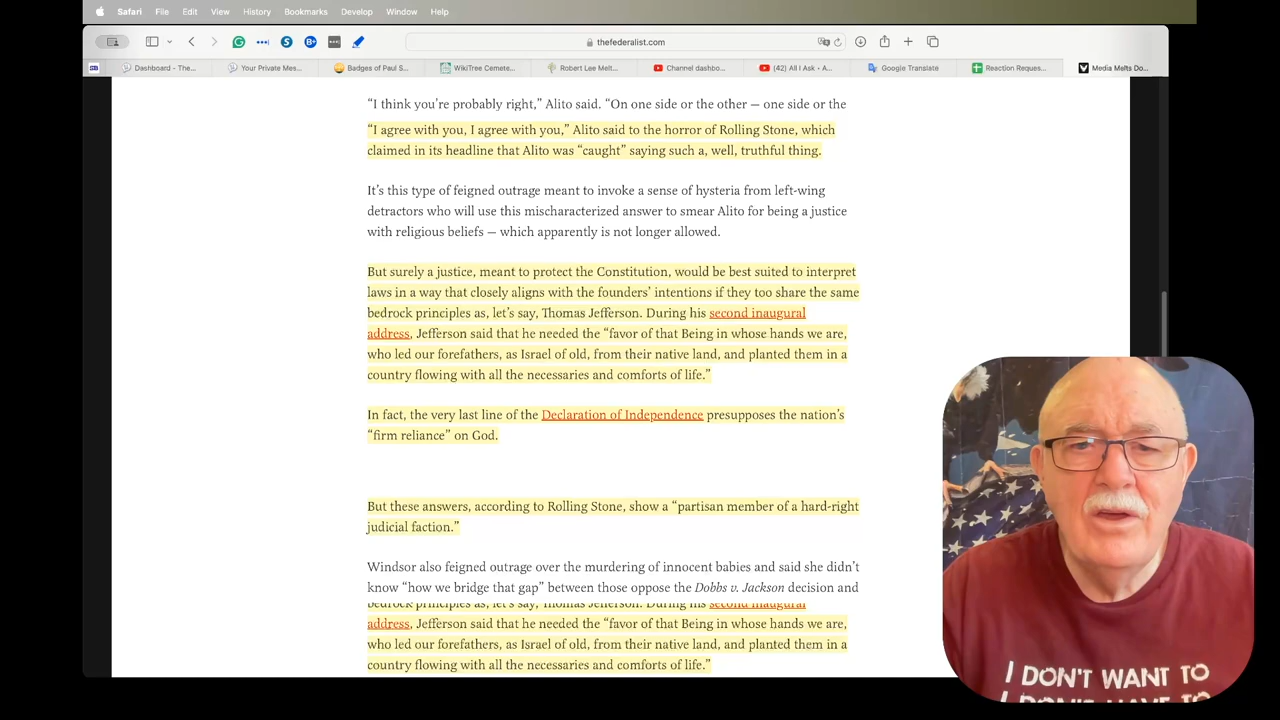 Safari File Edit View History Bookmarks Develop Window Help
thefederalist.com
SB Dashboard - The... Your Private Mes... Badges of Paul S... WikiTree Cemete... Robert Lee Melt... Channel dashbo... (42) All I Ask • A... Google Translate Reaction Reques... Media Melts Do...
“I think you’re probably right,” Alito said. “On one side or the other — one side or the
“I agree with you, I agree with you,” Alito said to the horror of Rolling Stone, which
claimed in its headline that Alito was “caught” saying such a, well, truthful thing.
It’s this type of feigned outrage meant to invoke a sense of hysteria from left-wing
detractors who will use this mischaracterized answer to smear Alito for being a justice
with religious beliefs — which apparently is not longer allowed.
But surely a justice, meant to protect the Constitution, would be best suited to interpret
laws in a way that closely aligns with the founders’ intentions if they too share the same
bedrock principles as, let’s say, Thomas Jefferson. During his second inaugural
address, Jefferson said that he needed the “favor of that Being in whose hands we are,
who led our forefathers, as Israel of old, from their native land, and planted them in a
country flowing with all the necessaries and comforts of life.”
In fact, the very last line of the Declaration of Independence presupposes the nation’s
“firm reliance” on God.
But these answers, according to Rolling Stone, show a “partisan member of a hard-right
judicial faction.”
Windsor also feigned outrage over the murdering of innocent babies and said she didn’t
know “how we bridge that gap” between those oppose the Dobbs v. Jackson decision and
bedrock principles as, let’s say, Thomas Jefferson. During his second inaugural
address, Jefferson said that he needed the “favor of that Being in whose hands we are,
who led our forefathers, as Israel of old, from their native land, and planted them in a
country flowing with all the necessaries and comforts of life.”
I DON'T WANT TO
I DON'T HAVE TO